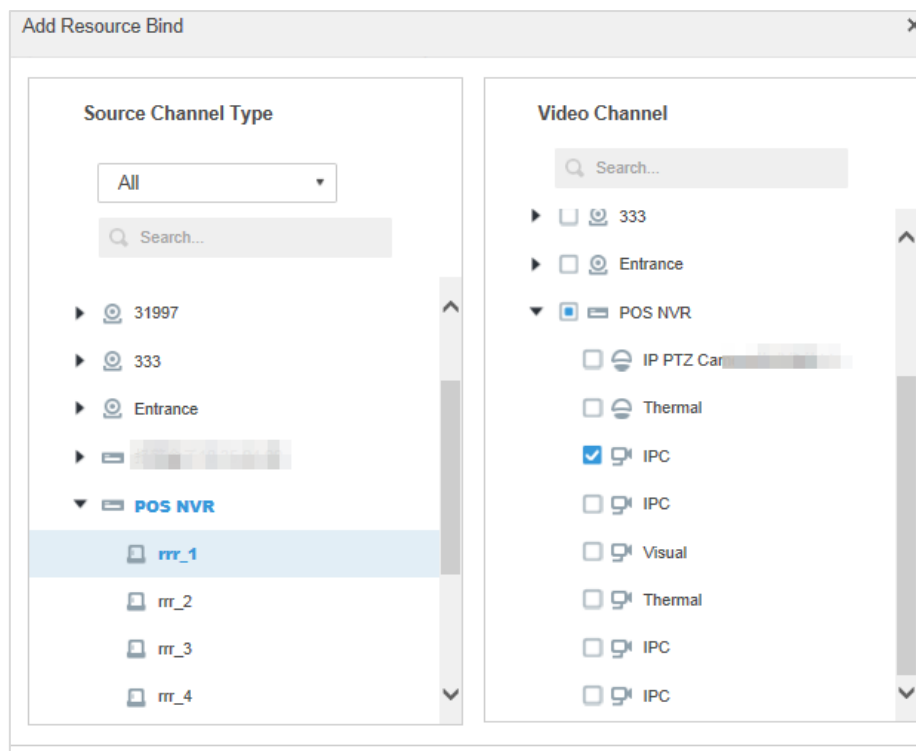 Add Resource Bind
Source Channel Type
All
Search...
31997
333
Entrance
POS NVR
rrr_1
rrr_2
rrr_3
rrr_4
Video Channel
Search...
333
Entrance
POS NVR
IP PTZ
Thermal
IPC
IPC
Visual
Thermal
IPC
IPC